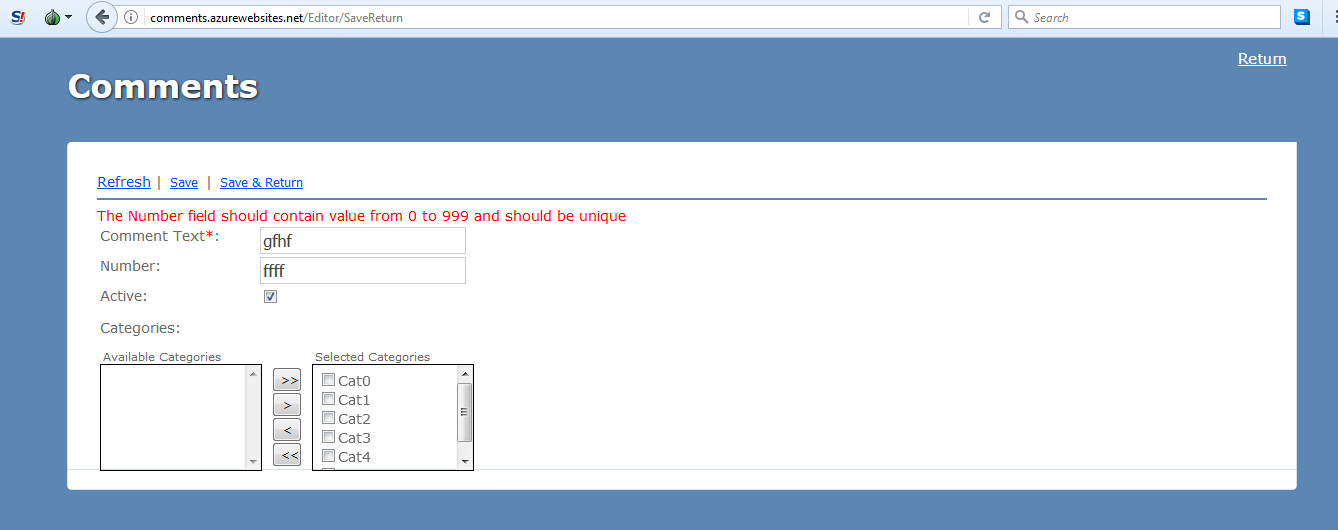 comments.azurewebsites.net/Editor/SaveReturn
Search
Return
Comments
Refresh | Save | Save & Return
The Number field should contain value from 0 to 999 and should be unique
Comment Text*: gfhf
Number: ffff
Active:
Categories:
Available Categories
Selected Categories
>>
>
<
<<
Cat0
Cat1
Cat2
Cat3
Cat4